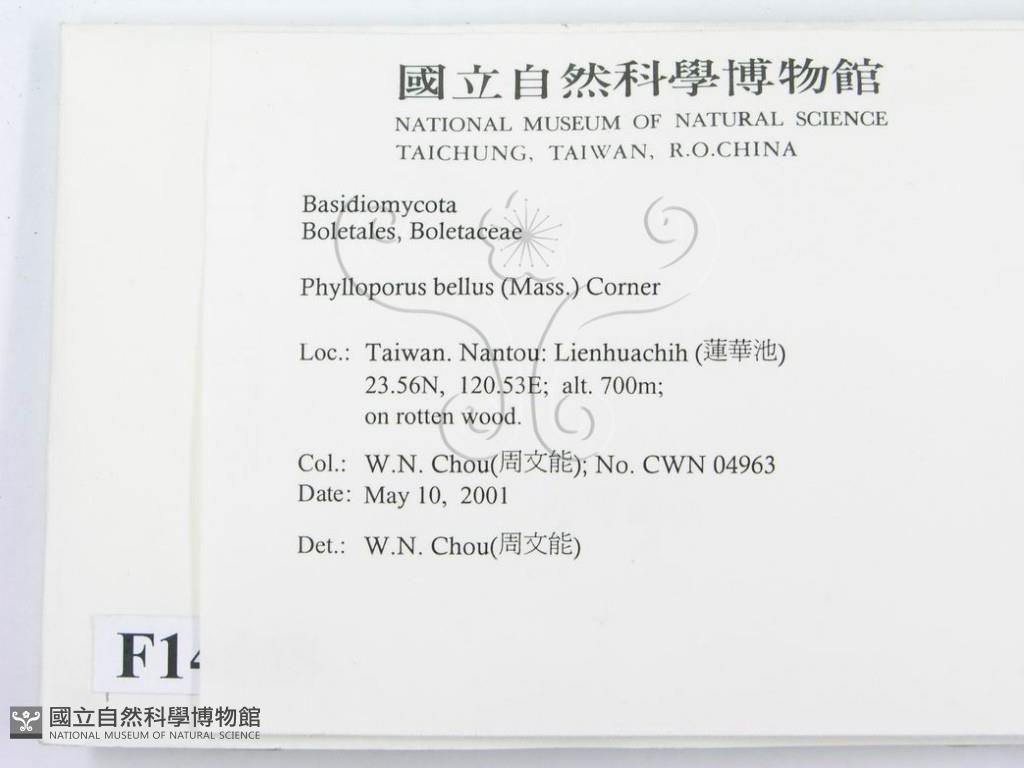 國立自然科學博物館
NATIONAL MUSEUM OF NATURAL SCIENCE
TAICHUNG, TAIWAN, R.O.CHINA
Basidiomycota
Boletales, Boletaceae
Phylloporus bellus (Mass.) Corner
Loc.: Taiwan. Nantou: Lienhuachih (蓮華池)
23.56N, 120.53E; alt. 700m;
on rotten wood.
Col.: W.N. Chou(周文能); No. CWN 04963
Date: May 10, 2001
Det.: W.N. Chou(周文能)
F14
國立自然科學博物館
NATIONAL MUSEUM OF NATURAL SCIENCE